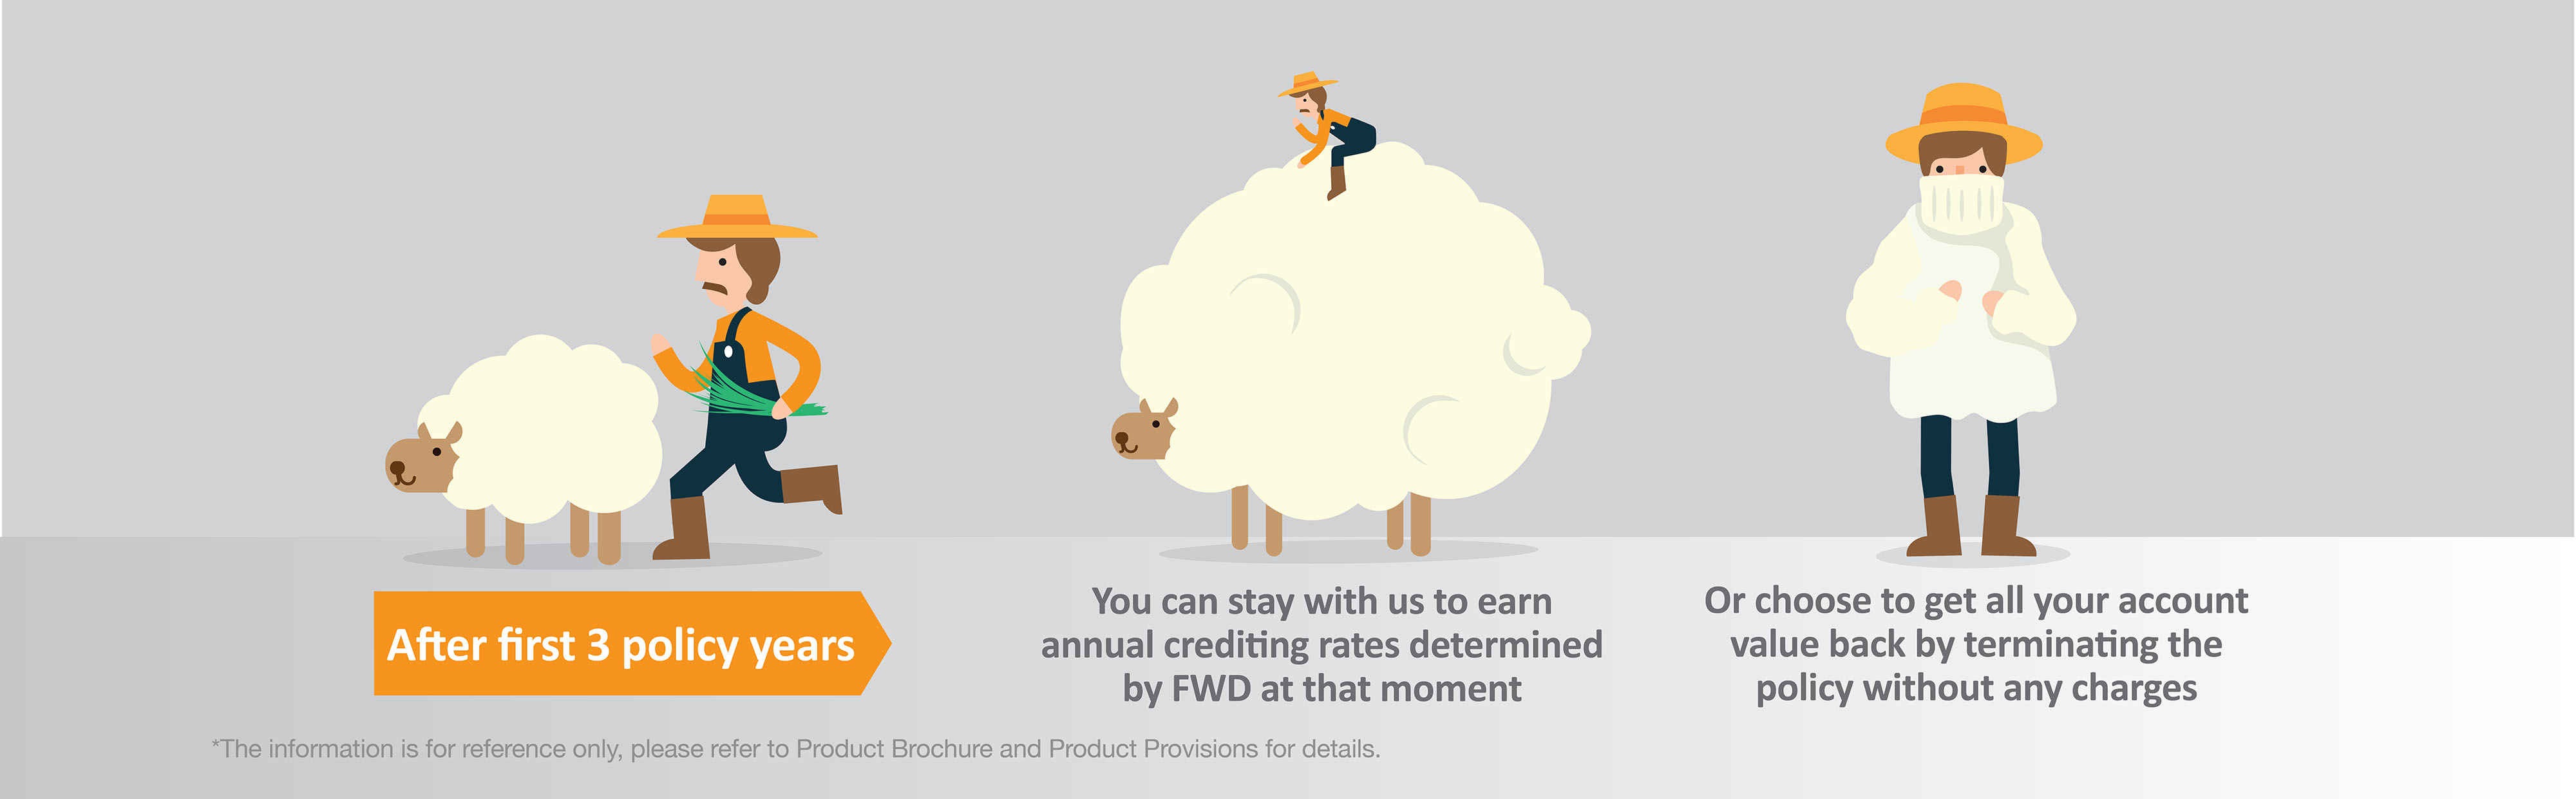 After first 3 policy years
You can stay with us to earn
annual crediting rates determined
by FWD at that moment
Or choose to get all your account
value back by terminating the
policy without any charges
*The information is for reference only, please refer to Product Brochure and Product Provisions for details.